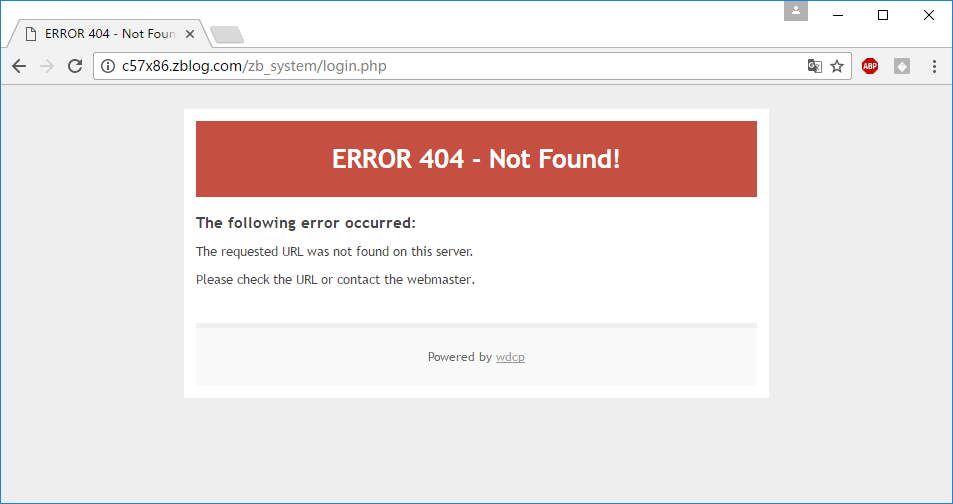 ERROR 404 - Not Foun
c57x86.zblog.com/zb_system/login.php
ABP
ERROR 404 - Not Found!
The following error occurred:
The requested URL was not found on this server.
Please check the URL or contact the webmaster.
Powered by wdcp